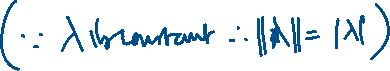 (∵ λ is constant ∴ ‖λ‖ = |λ|)